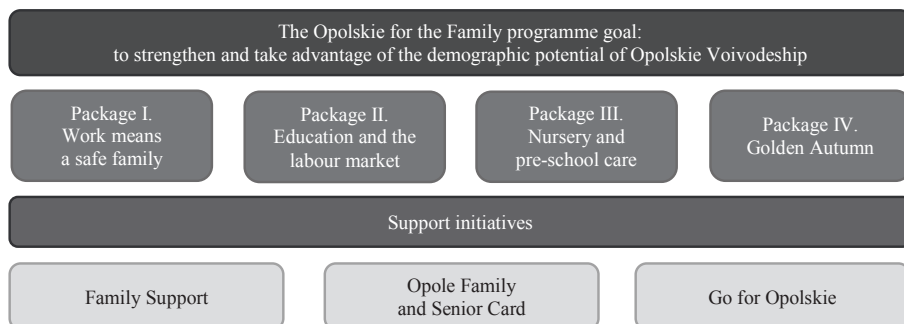 The Opolskie for the Family programme goal:
to strengthen and take advantage of the demographic potential of Opolskie Voivodeship
Package I.
Work means
a safe family
Package II.
Education and the
labour market
Package III.
Nursery and
pre-school care
Package IV.
Golden Autumn
Support initiatives
Family Support
Opole Family
and Senior Card
Go for Opolskie